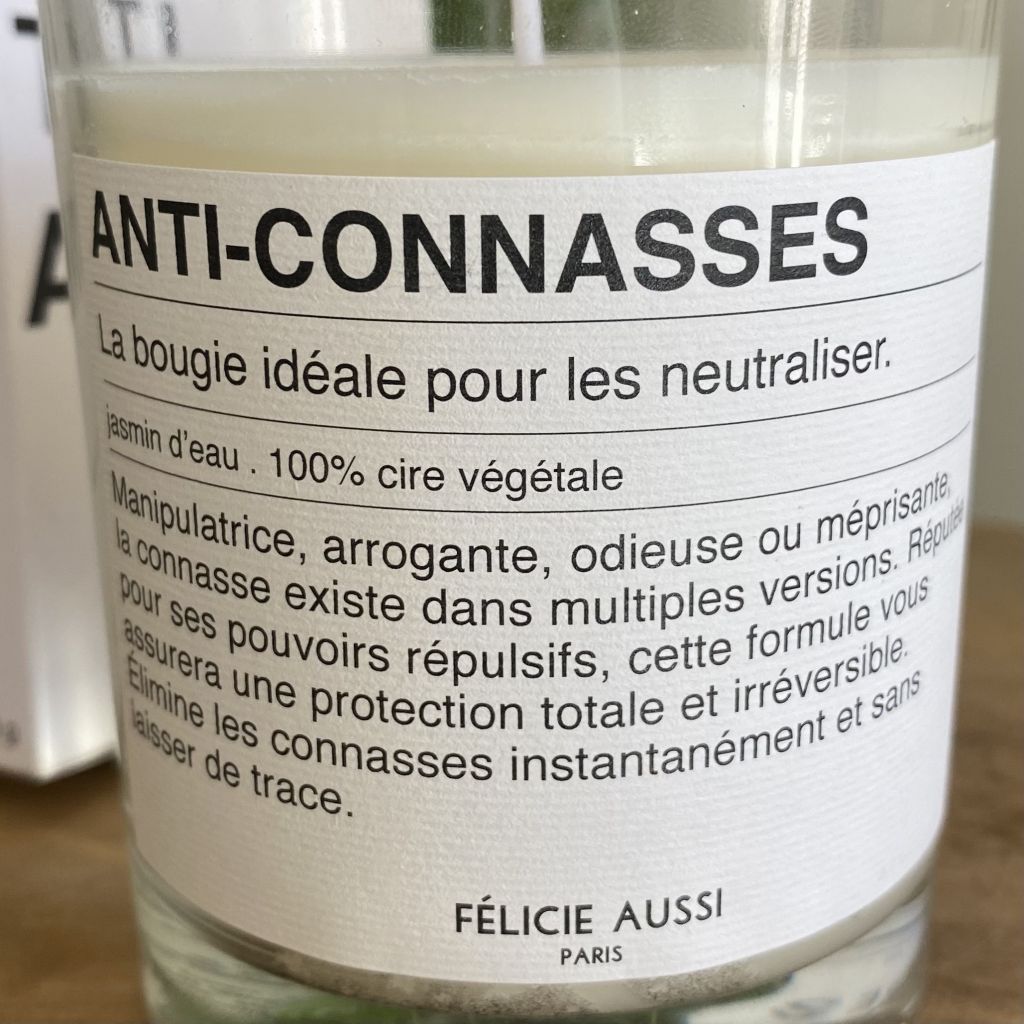 ANTI-CONNASSES
La bougie idéale pour les neutraliser.
jasmin d'eau . 100% cire végétale
Manipulatrice, arrogante, odieuse ou méprisante,
la connasse existe dans multiples versions. Réputée
pour ses pouvoirs répulsifs, cette formule vous
assurera une protection totale et irréversible.
Élimine les connasses instantanément et sans
laisser de trace.
FÉLICIE AUSSI
PARIS